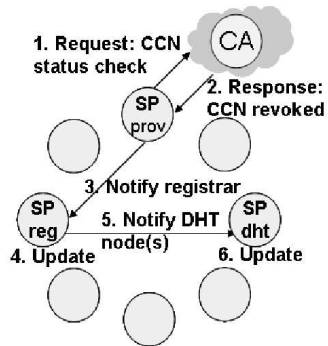 1. Request: CCN
status check
CA
2. Response:
CCN revoked
SP
prov
3. Notify registrar
SP
reg
5. Notify DHT
node(s)
SP
dht
4. Update
6. Update